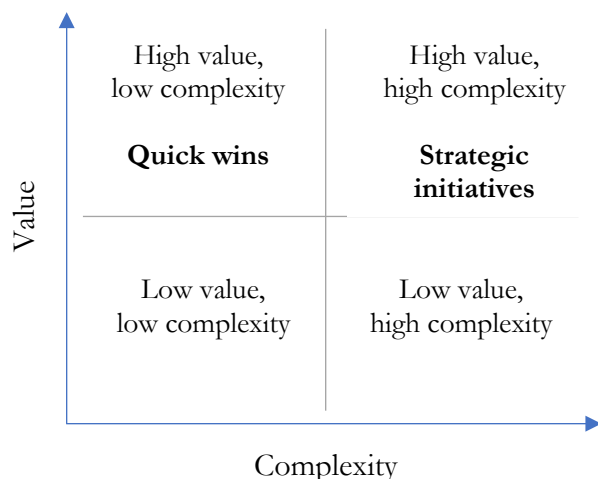 High value,
low complexity
Quick wins
High value,
high complexity
Strategic
initiatives
Value
Low value,
low complexity
Low value,
high complexity
Complexity